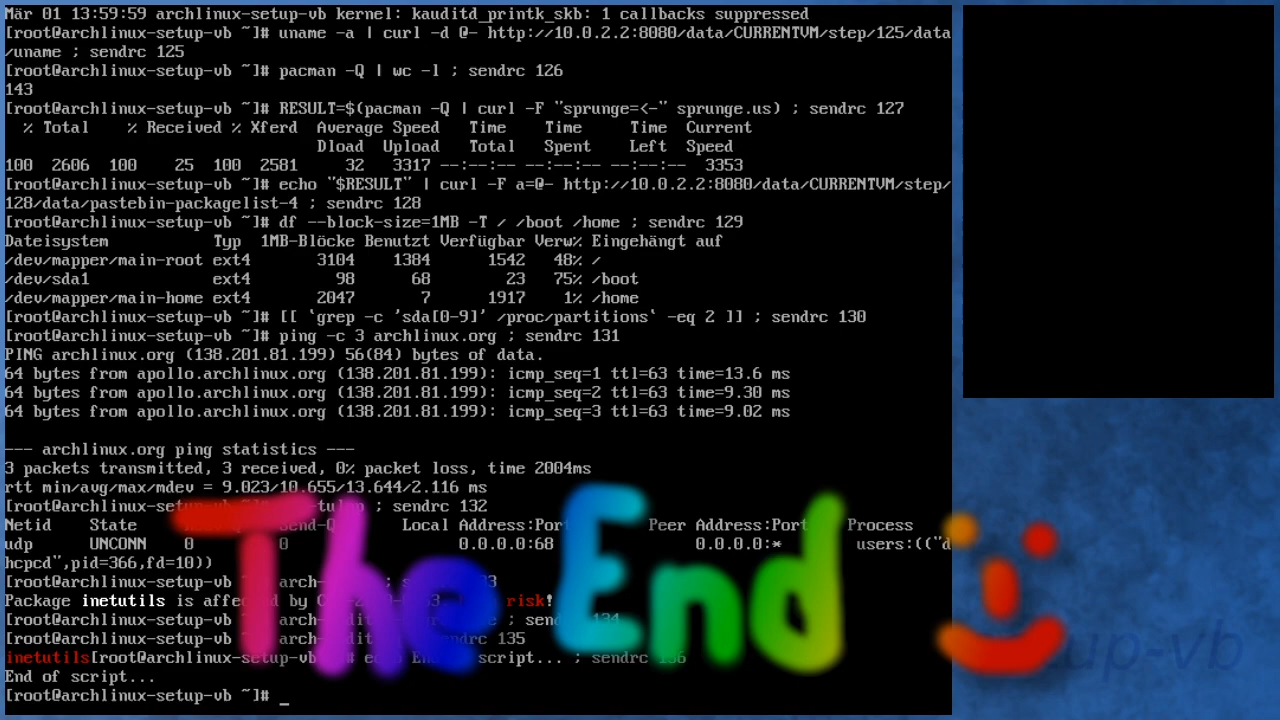 Mär 01 13:59:59 archlinux-setup-vb kernel: kauditd_printk_skb: 1 callbacks suppressed
[root@archlinux-setup-vb ~]# uname -a | curl -d @- http://10.0.2.2:8080/data/CURRENTVM/step/125/data
/uname ; sendrc 125
[root@archlinux-setup-vb ~]# pacman -Q | wc -l ; sendrc 126
143
[root@archlinux-setup-vb ~]# RESULT=$(pacman -Q | curl -F "sprunge=<-" sprunge.us) ; sendrc 127
% Total % Received % Xferd Average Speed Time Time Time Current
Dload Upload Total Spent Left Speed
100 2606 100 25 100 2581 32 3317 --:--:-- --:--:-- --:--:-- 3353
[root@archlinux-setup-vb ~]# echo "$RESULT" | curl -F a=@- http://10.0.2.2:8080/data/CURRENTVM/step/
128/data/pastebin-packagelist-4 ; sendrc 128
[root@archlinux-setup-vb ~]# df --block-size=1MB -T / /boot /home ; sendrc 129
Dateisystem Typ 1MB-Blöcke Benutzt Verfügbar Verw% Eingehängt auf
/dev/mapper/main-root ext4 3104 1384 1542 48% /
/dev/sda1 ext4 98 68 23 75% /boot
/dev/mapper/main-home ext4 2047 7 1917 1% /home
[root@archlinux-setup-vb ~]# [[ `grep -c 'sda[0-9]' /proc/partitions` -eq 2 ]] ; sendrc 130
[root@archlinux-setup-vb ~]# ping -c 3 archlinux.org ; sendrc 131
PING archlinux.org (138.201.81.199) 56(84) bytes of data.
64 bytes from apollo.archlinux.org (138.201.81.199): icmp_seq=1 ttl=63 time=13.6 ms
64 bytes from apollo.archlinux.org (138.201.81.199): icmp_seq=2 ttl=63 time=9.30 ms
64 bytes from apollo.archlinux.org (138.201.81.199): icmp_seq=3 ttl=63 time=9.02 ms
--- archlinux.org ping statistics ---
3 packets transmitted, 3 received, 0% packet loss, time 2004ms
rtt min/avg/max/mdev = 9.023/10.655/13.644/2.116 ms
[root@archlinux-setup-vb ~]# ; sendrc 132
Netid State Send-Q Local Address:Port Peer Address:Port Process
udp UNCONN 0 0 0.0.0.0:68 0.0.0.0:* users:(("d
hcpcd",pid=366,fd=10))
[root@archlinux-setup-vb
Package inetutils is affected by risk!
[root@archlinux-setup-vb ; 134
[root@archlinux-setup-vb sendrc 135
inetutils[root@archlinux-setup-vb ~]# echo End of script... ; sendrc 136
End of script...
[root@archlinux-setup-vb ~]# _
The End
up-vb